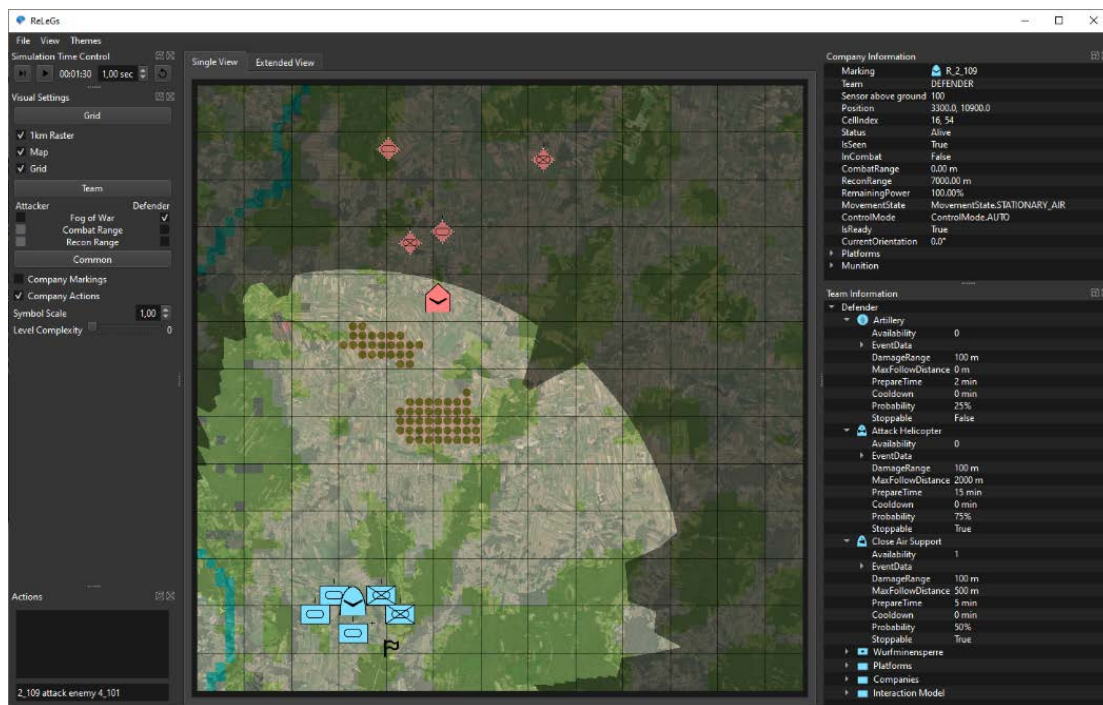 ReLeGs
File View Themes
Simulation Time Control
00:01:30 1,00 sec
Visual Settings
Grid
1km Raster
Map
Grid
Team
Attacker Defender
Fog of War
Combat Range
Recon Range
Common
Company Markings
Company Actions
Symbol Scale 1,00
Level Complexity 0
Actions
2_109 attack enemy 4_101
Single View Extended View
Company Information
Marking R_2_109
Team DEFENDER
Sensor above ground 100
Position 3300.0, 10900.0
CellIndex 16, 54
Status Alive
IsSeen True
InCombat False
CombatRange 0.00 m
ReconRange 7000.00 m
RemainingPower 100.00%
MovementState MovementState.STATIONARY_AIR
ControlMode ControlMode.AUTO
IsReady True
CurrentOrientation 0.0°
Platforms
Munition
Team Information
Defender
Artillery
Availability 0
EventData
DamageRange 100 m
MaxFollowDistance 0 m
PrepareTime 2 min
Cooldown 0 min
Probability 25%
Stoppable False
Attack Helicopter
Availability 0
EventData
DamageRange 100 m
MaxFollowDistance 2000 m
PrepareTime 15 min
Cooldown 0 min
Probability 75%
Stoppable True
Close Air Support
Availability 1
EventData
DamageRange 100 m
MaxFollowDistance 500 m
PrepareTime 5 min
Cooldown 0 min
Probability 50%
Stoppable True
Wurfminensperre
Platforms
Companies
Interaction Model